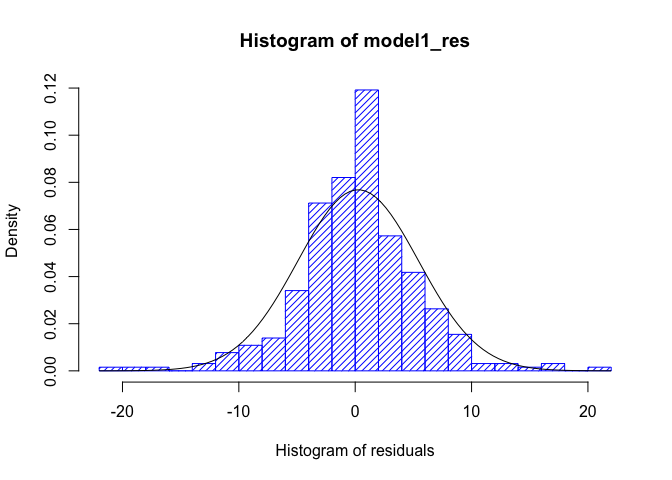 Histogram of model1_res
Density
0.00 0.02 0.04 0.06 0.08 0.10 0.12
-20 -10 0 10 20
Histogram of residuals